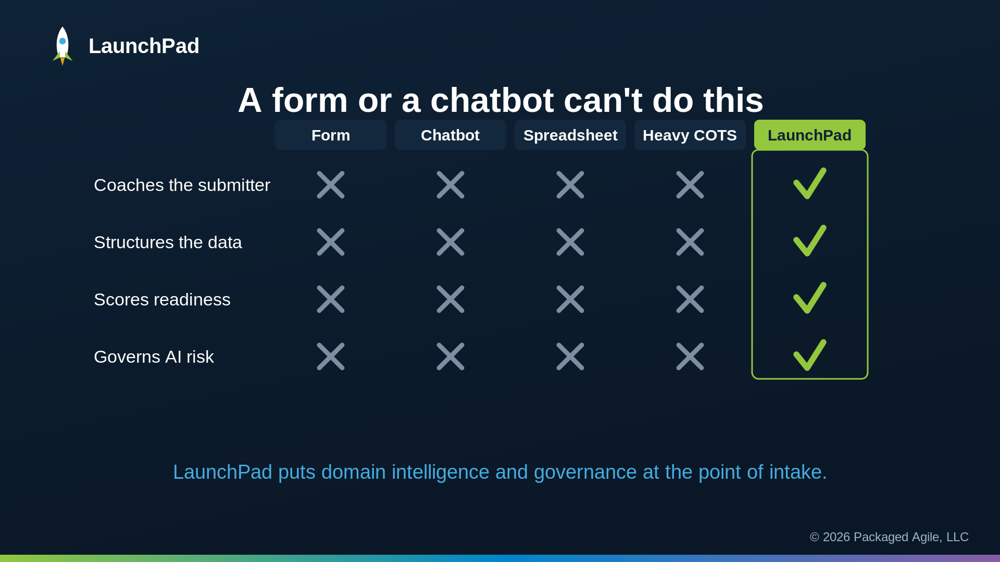 LaunchPad
A form or a chatbot can't do this
Form Chatbot Spreadsheet Heavy COTS LaunchPad
Coaches the submitter
Structures the data
Scores readiness
Governs AI risk
LaunchPad puts domain intelligence and governance at the point of intake.
© 2026 Packaged Agile, LLC